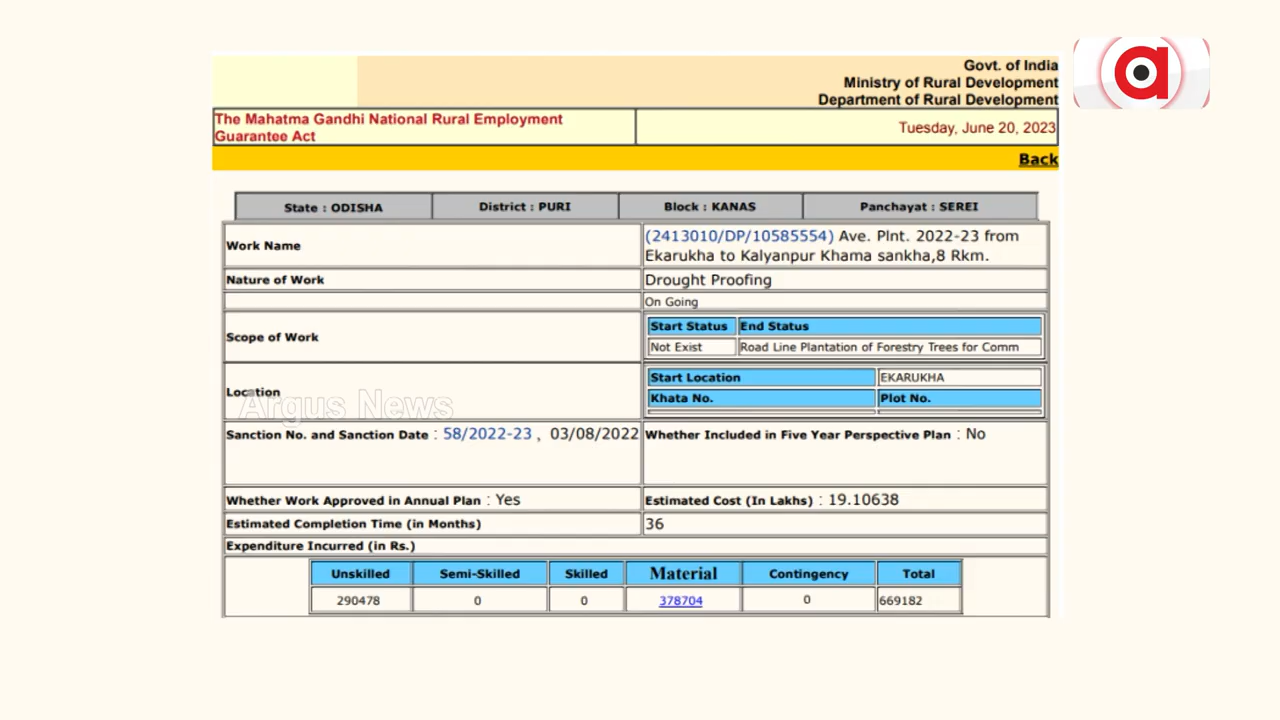 Govt. of India
Ministry of Rural Development
Department of Rural Development
The Mahatma Gandhi National Rural Employment
Guarantee Act
Tuesday, June 20, 2023
Back
State : ODISHA District : PURI Block : KANAS Panchayat : SEREI
Work Name
(2413010/DP/10585554) Ave. Plnt. 2022-23 from
Ekarukha to Kalyanpur Khama sankha,8 Rkm.
Nature of Work Drought Proofing
On Going
Scope of Work
Start Status End Status
Not Exist Road Line Plantation of Forestry Trees for Comm
Location
Start Location EKARUKHA
Khata No. Plot No.
Argus News
Sanction No. and Sanction Date : 58/2022-23 , 03/08/2022 Whether Included in Five Year Perspective Plan : No
Whether Work Approved in Annual Plan : Yes Estimated Cost (In Lakhs) : 19.10638
Estimated Completion Time (in Months) 36
Expenditure Incurred (in Rs.)
Unskilled Semi-Skilled Skilled Material Contingency Total
290478 0 0 378704 0 669182
a